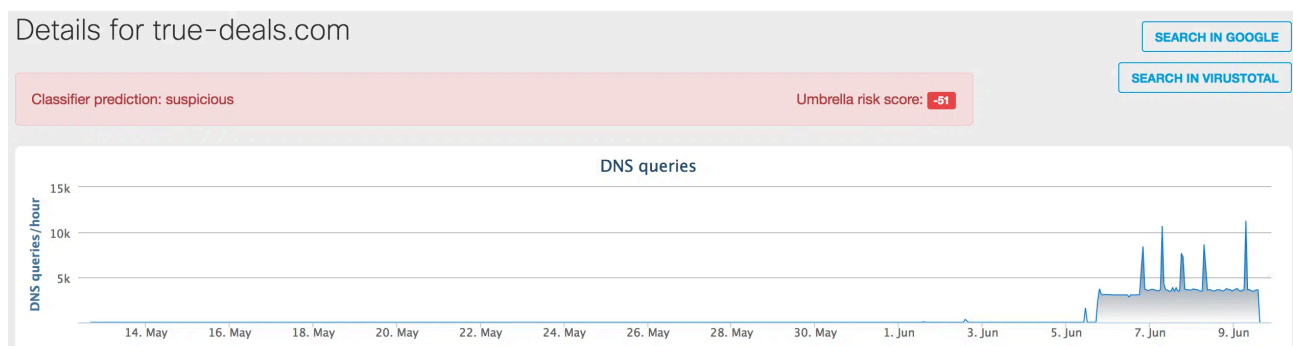 Details for true-deals.com
SEARCH IN GOOGLE
SEARCH IN VIRUSTOTAL
Classifier prediction: suspicious
Umbrella risk score: -51
DNS queries
DNS queries/hour
15k
10k
5k
14. May 16. May 18. May 20. May 22. May 24. May 26. May 28. May 30. May 1. Jun 3. Jun 5. Jun 7. Jun 9. Jun